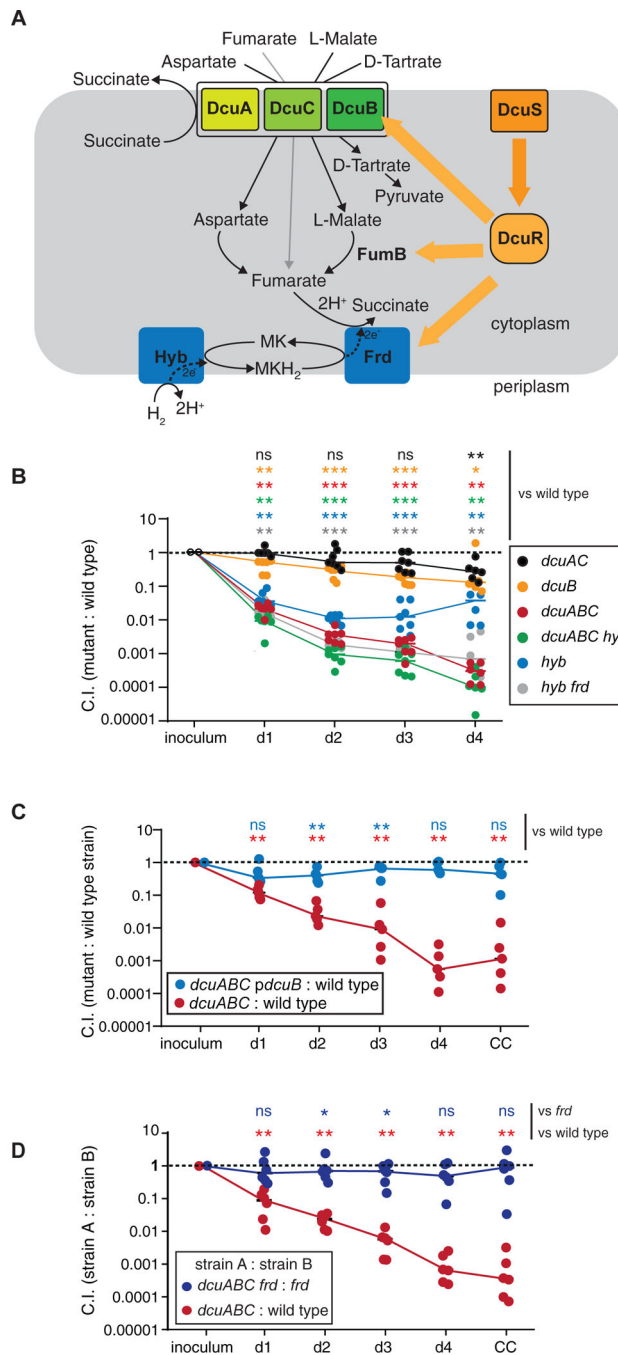 A
Fumarate L-Malate
Aspartate D-Tartrate
Succinate
DcuA DcuC DcuB DcuS
Succinate
D-Tartrate
Pyruvate
Aspartate L-Malate
DcuR
FumB
Fumarate
2H⁺ Succinate
cytoplasm
MK 2e⁻
Hyb Frd
2e⁻
MKH₂
periplasm
H₂ 2H⁺
B
ns ns ns **
** *** *** *
** *** *** **
** *** *** **
** *** *** **
** *** *** **
vs wild type
C.I. (mutant : wild type)
10
1
0.1
0.01
0.001
0.0001
0.00001
inoculum d1 d2 d3 d4
dcuAC
dcuB
dcuABC
dcuABC hy
hyb
hyb frd
C
ns ** ** ns ns
** ** ** ** **
vs wild type
C.I. (mutant : wild type strain)
10
1
0.1
0.01
0.001
0.0001
0.00001
dcuABC pdcuB : wild type
dcuABC : wild type
inoculum d1 d2 d3 d4 CC
D
ns * * ns ns vs frd
** ** ** ** ** vs wild type
C.I. (strain A : strain B)
10
1
0.1
0.01
0.001
0.0001
0.00001
strain A : strain B
dcuABC frd : frd
dcuABC : wild type
inoculum d1 d2 d3 d4 CC